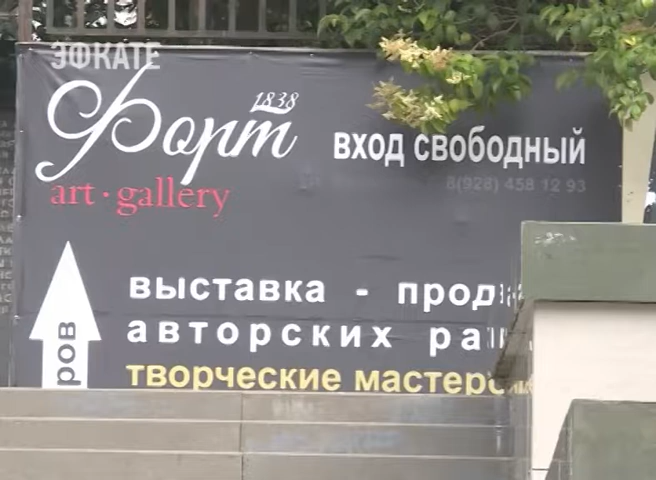 ЭФКАТЕ
1838
Форт
вход свободный
art·gallery
8(928) 458 12 93
выставка - прод
авторских ра
творческие мастерс
ров